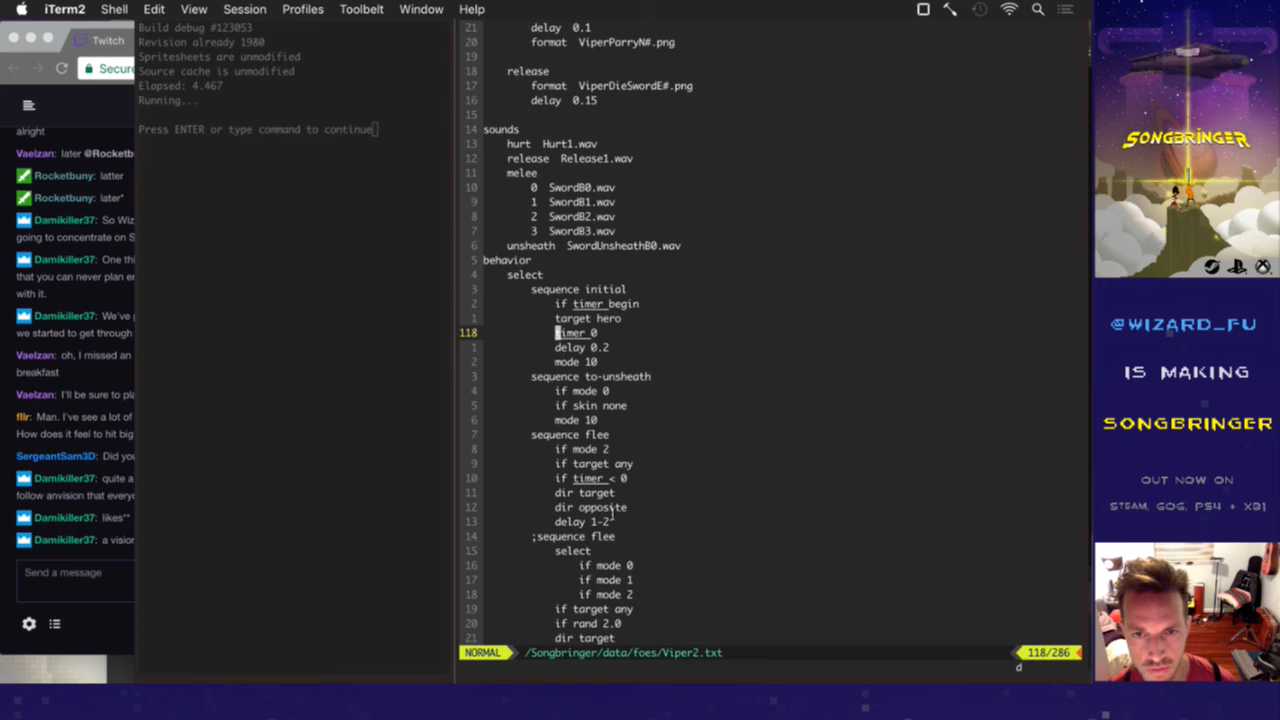 iTerm2 Shell Edit View Session Profiles Toolbelt Window Help
Twitch
Secure
alright
Vaelzan: later @Rocketb
Rocketbuny: latter
Rocketbuny: later*
Damikiller37: So Wiz
going to concentrate on S
Damikiller37: One thi
that you can never plan en
with it.
Damikiller37: We've p
we started to get through
Vaelzan: oh, I missed an
breakfast
Vaelzan: I'll be sure to pla
fllr: Man. I've see a lot of
How does it feel to hit big
SergeantSam3D: Did you
Damikiller37: quite a
follow anvision that everyo
Damikiller37: likes**
Damikiller37: a vision
Send a message
Build debug #123053
Revision already 1980
Spritesheets are unmodified
Source cache is unmodified
Elapsed: 4.467
Running...
Press ENTER or type command to continue
21 delay 0.1
20 format ViperParryN#.png
19
18 release
17 format ViperDieSwordE#.png
16 delay 0.15
15
14 sounds
13 hurt Hurt1.wav
12 release Release1.wav
11 melee
10 0 SwordB0.wav
9 1 SwordB1.wav
8 2 SwordB2.wav
7 3 SwordB3.wav
6 unsheath SwordUnsheathB0.wav
5 behavior
4 select
3 sequence initial
2 if timer_begin
1 target hero
118 timer_0
1 delay 0.2
2 mode 10
3 sequence to-unsheath
4 if mode 0
5 if skin none
6 mode 10
7 sequence flee
8 if mode 2
9 if target any
10 if timer_< 0
11 dir target
12 dir opposite
13 delay 1-2
14 ;sequence flee
15 select
16 if mode 0
17 if mode 1
18 if mode 2
19 if target any
20 if rand 2.0
21 dir target
NORMAL /Songbringer/data/foes/Viper2.txt 118/286
d
SONGBRINGER
@WIZARD_FU
IS MAKING
SONGBRINGER
OUT NOW ON
STEAM, GOG, PS4 + XB1